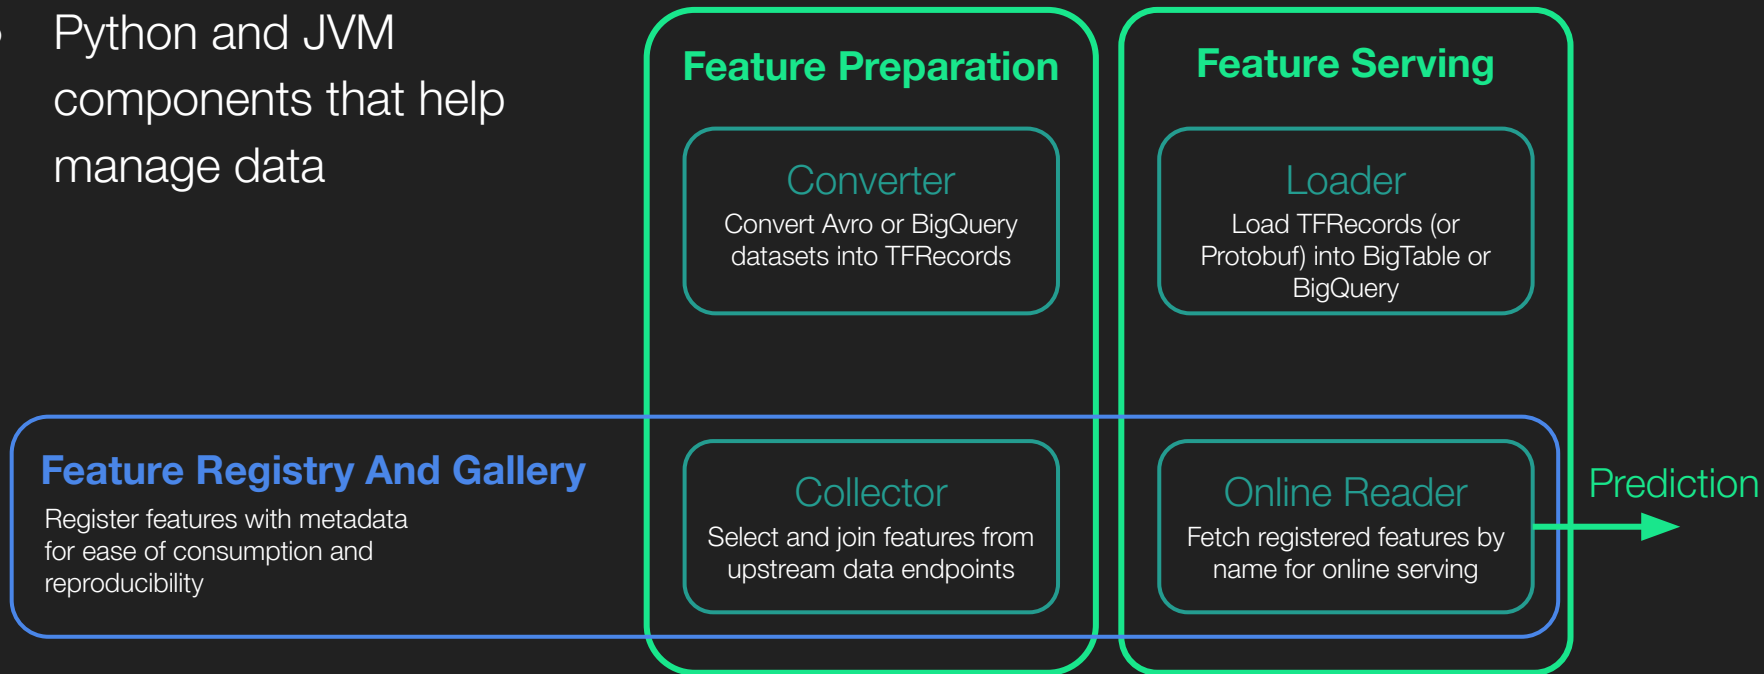 Python and JVM
components that help
manage data
Feature Preparation
Converter
Convert Avro or BigQuery
datasets into TFRecords
Feature Serving
Loader
Load TFRecords (or
Protobuf) into BigTable or
BigQuery
Feature Registry And Gallery
Register features with metadata
for ease of consumption and
reproducibility
Collector
Select and join features from
upstream data endpoints
Online Reader
Fetch registered features by
name for online serving
Prediction